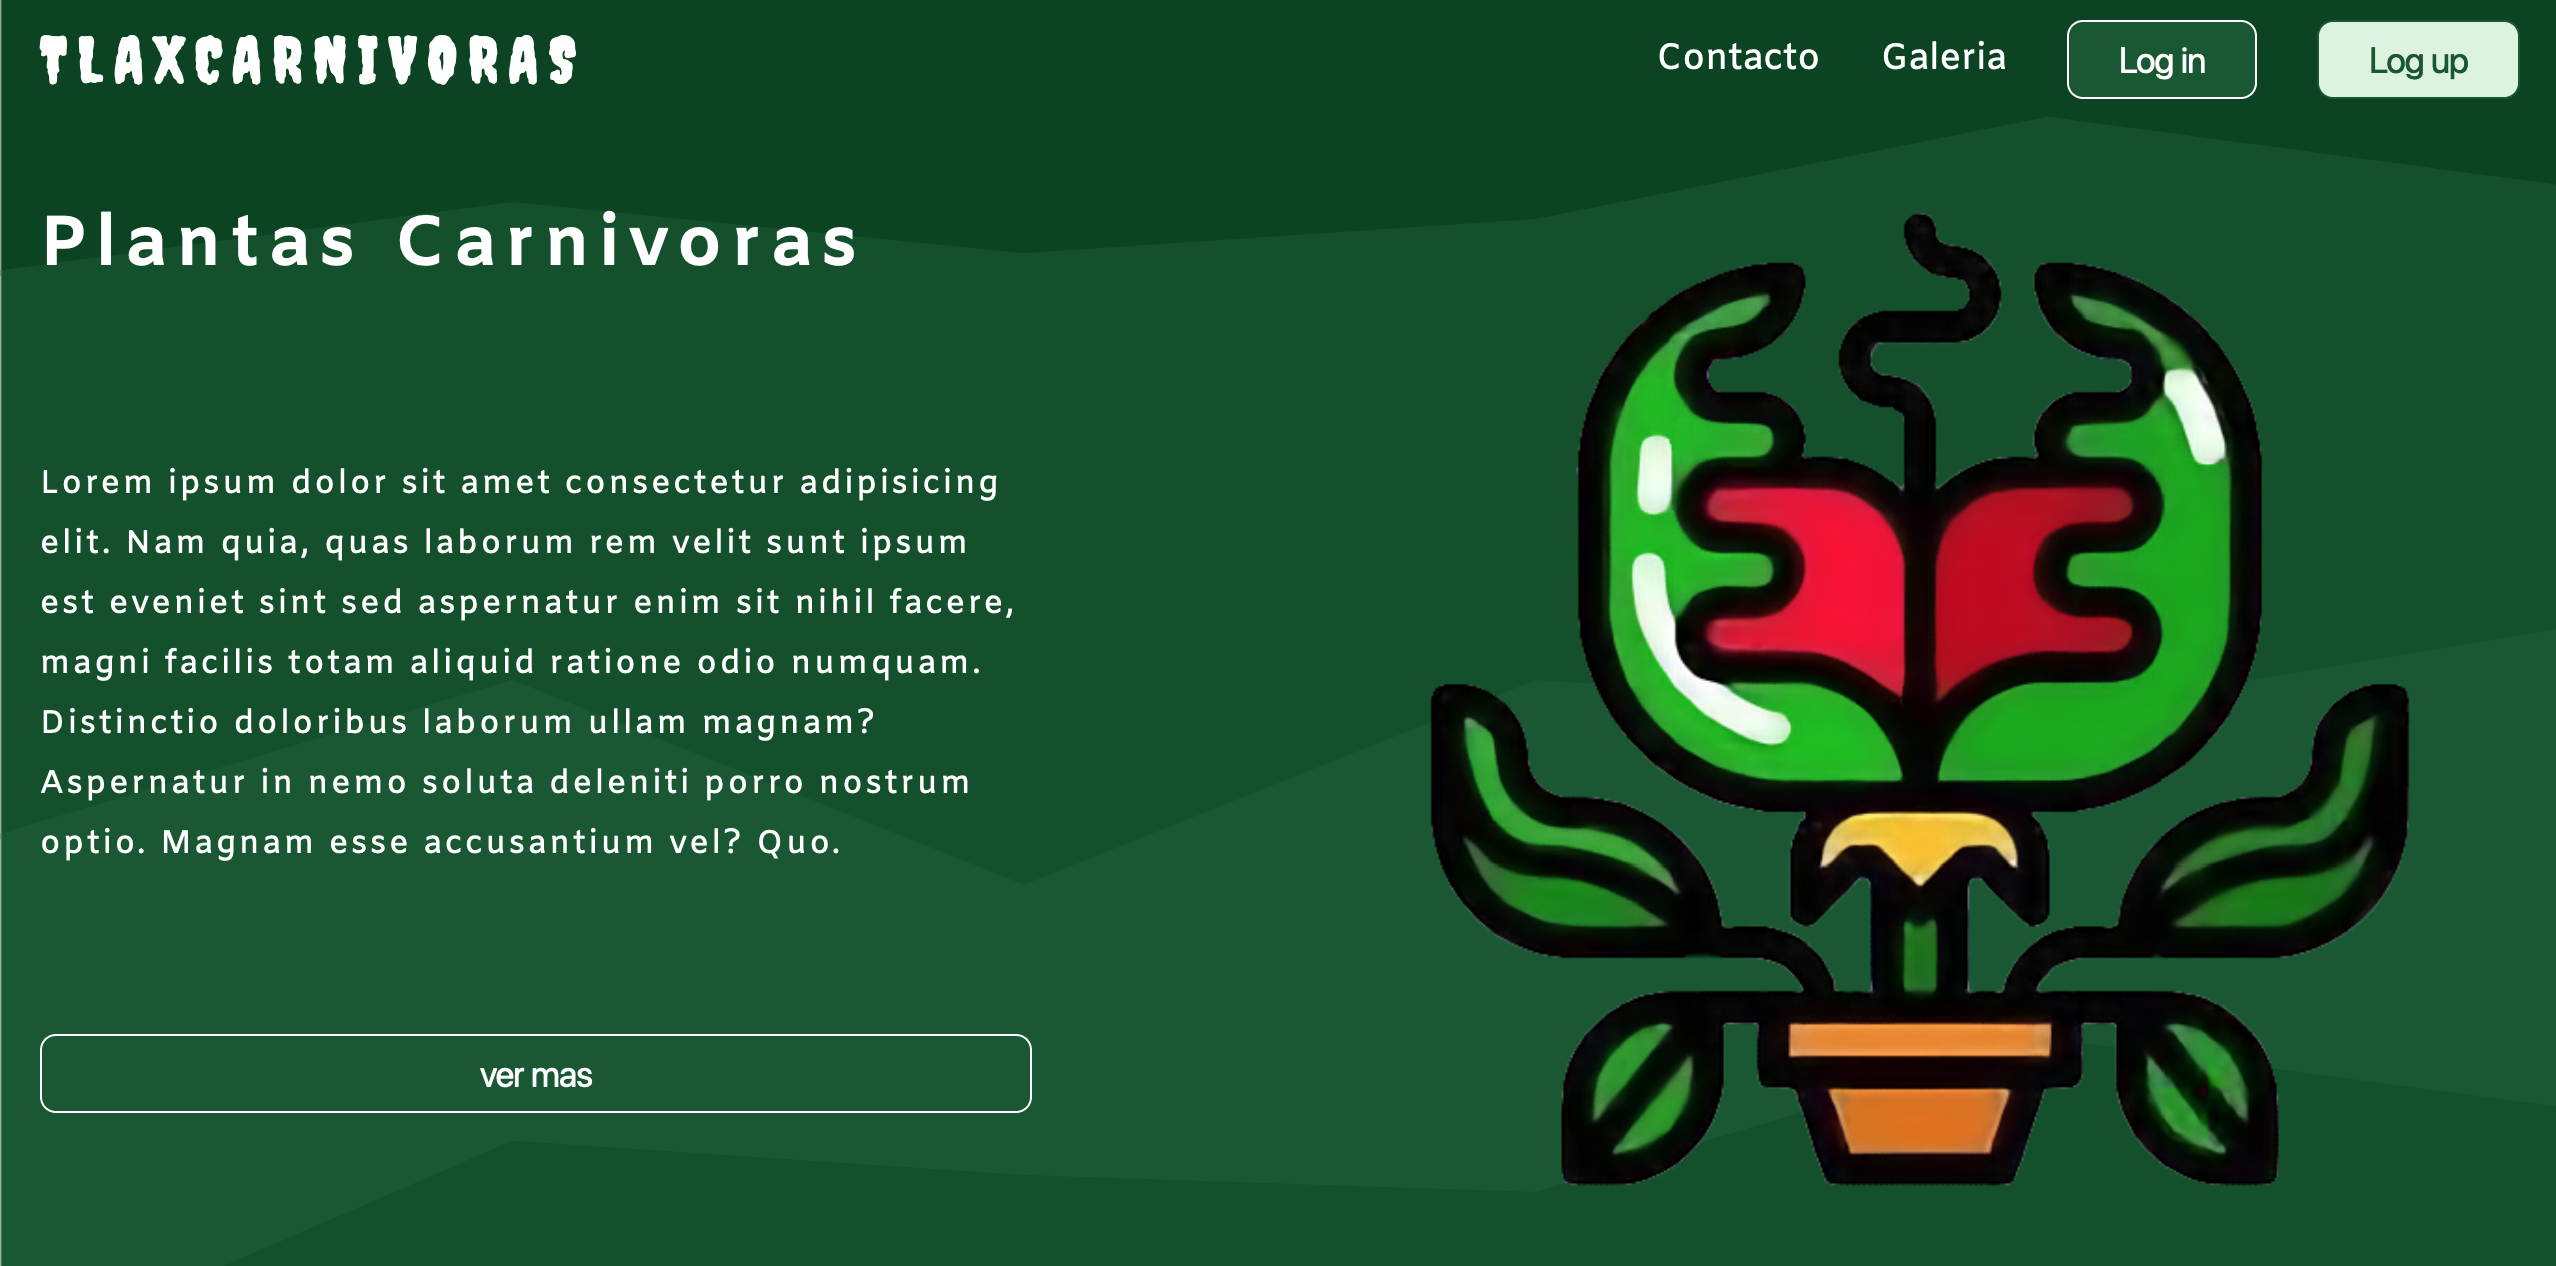 TLAXCARNIVORAS
Contacto
Galeria
Log in
Log up
Plantas Carnivoras
Lorem ipsum dolor sit amet consectetur adipisicing
elit. Nam quia, quas laborum rem velit sunt ipsum
est eveniet sint sed aspernatur enim sit nihil facere,
magni facilis totam aliquid ratione odio numquam.
Distinctio doloribus laborum ullam magnam?
Aspernatur in nemo soluta deleniti porro nostrum
optio. Magnam esse accusantium vel? Quo.
ver mas